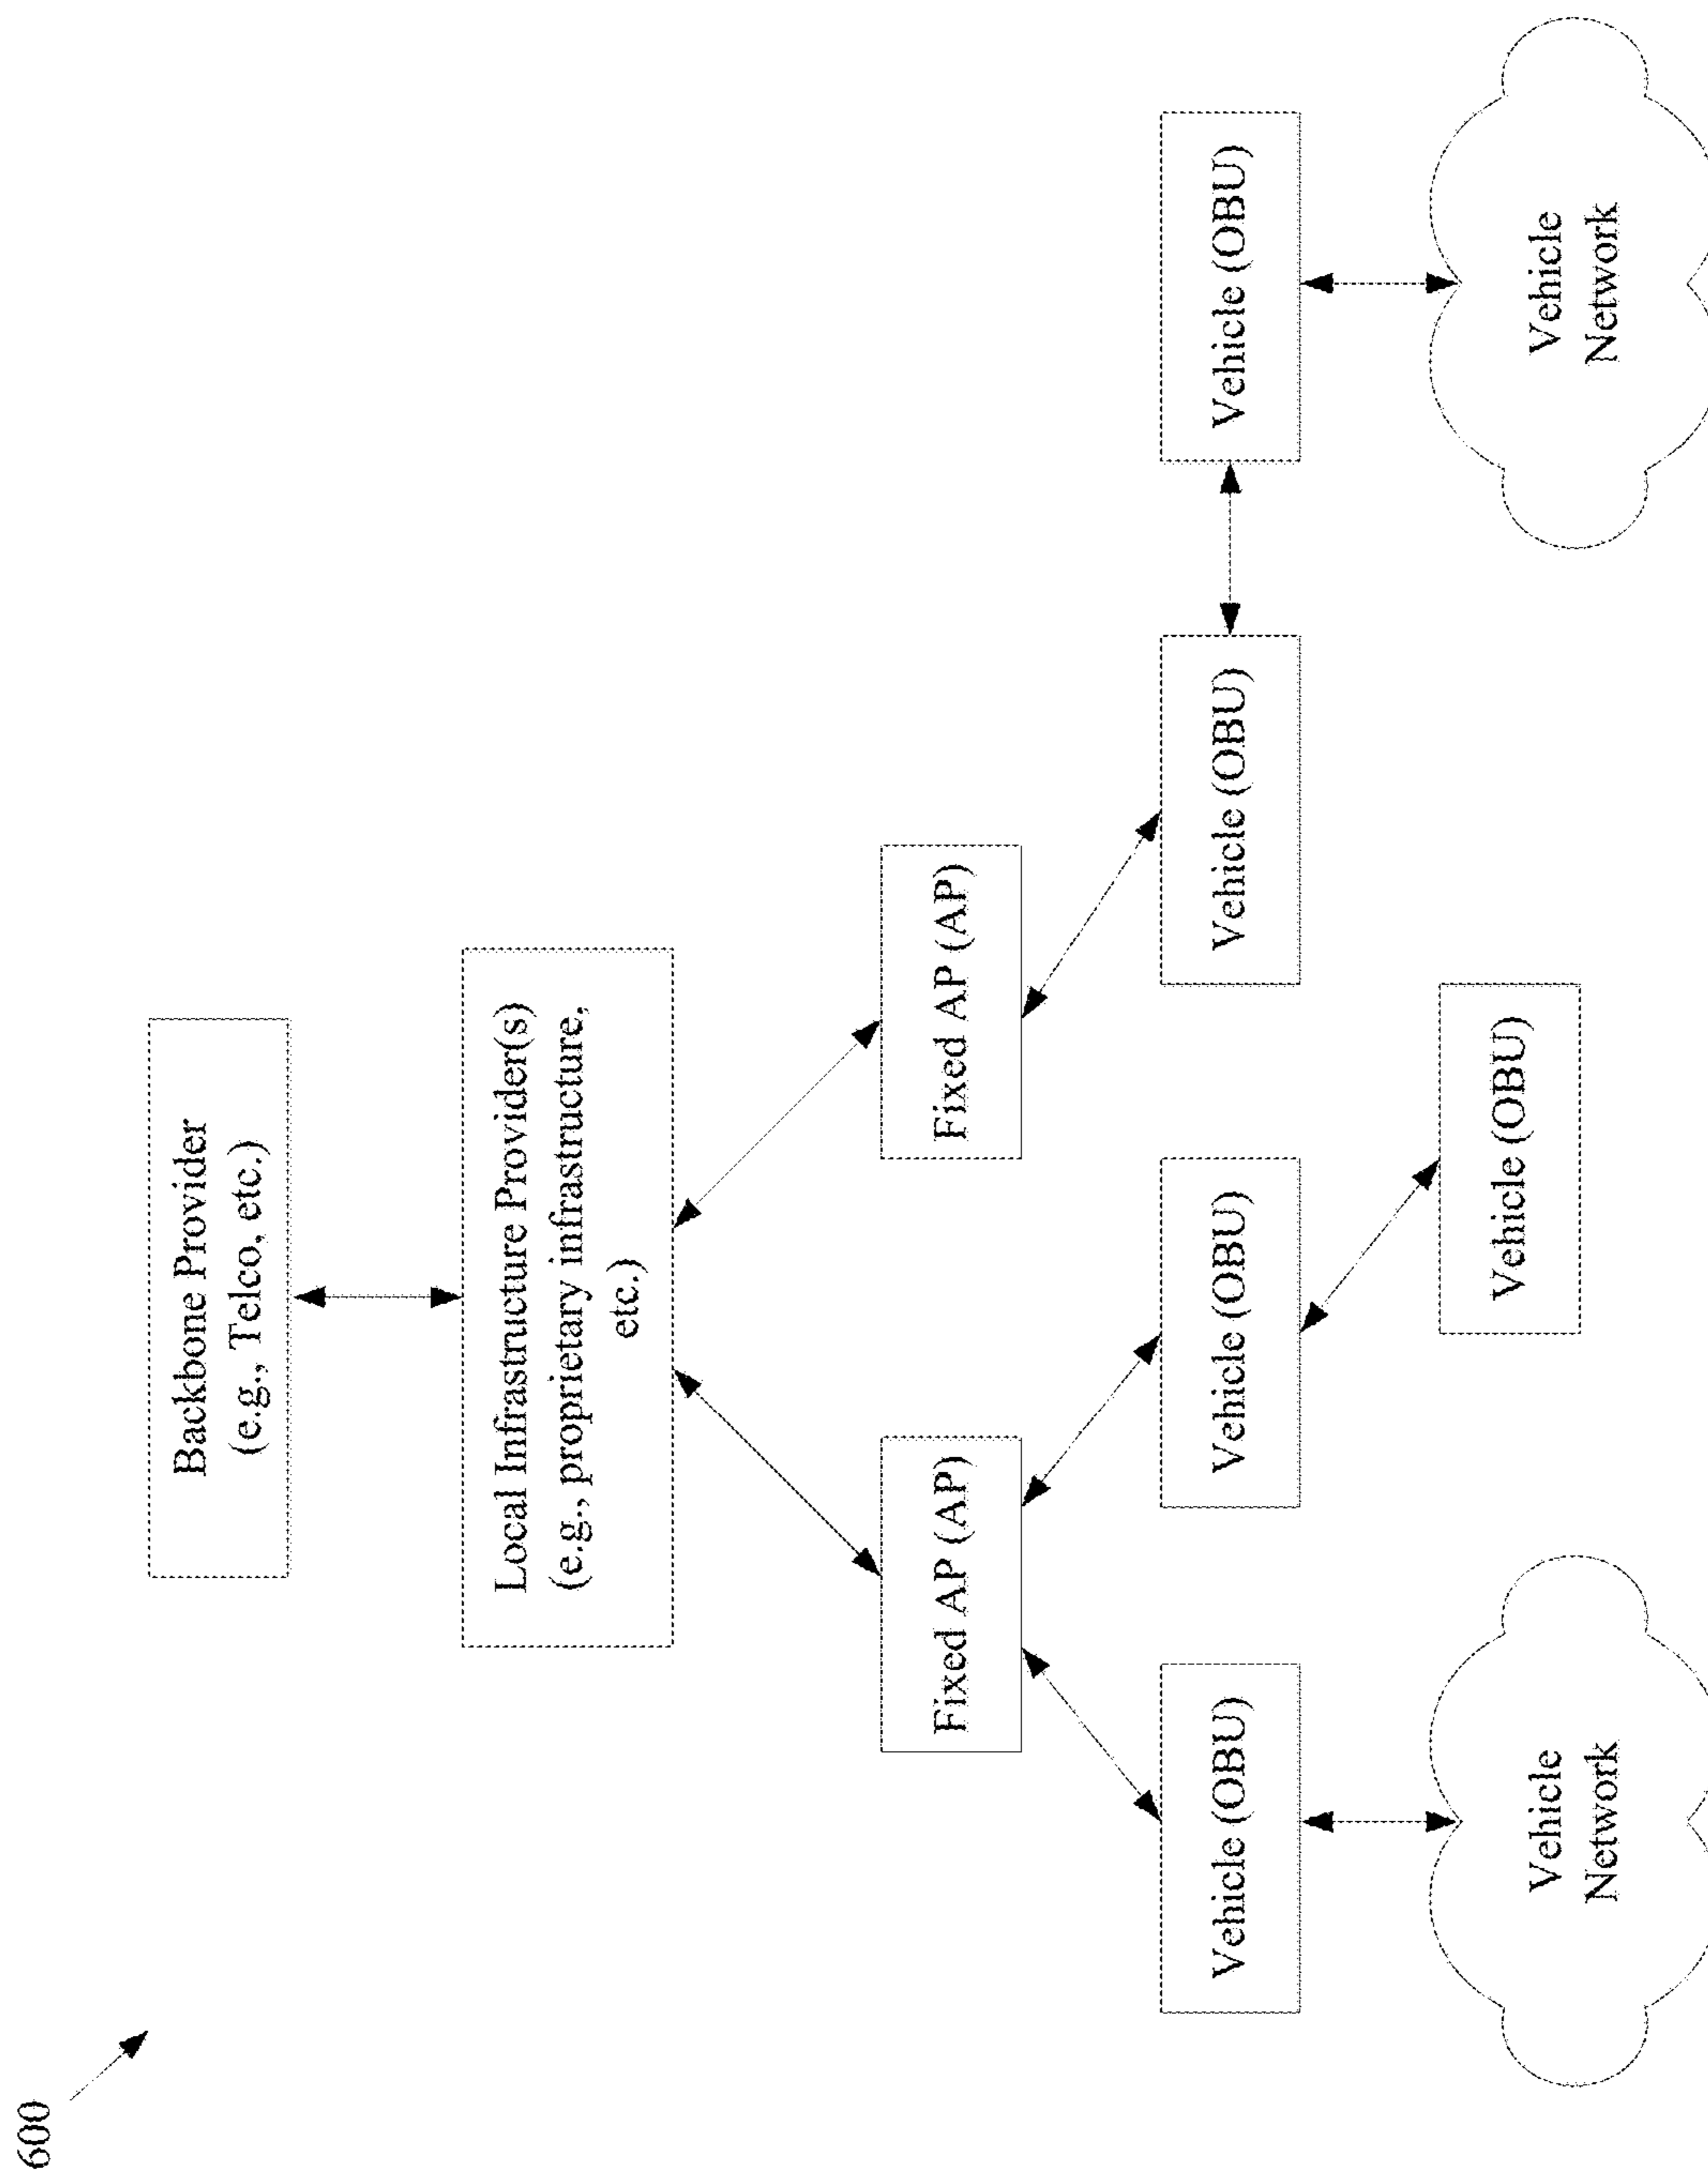 600
Backbone Provider
(e.g., Telco, etc.)
Local Infrastructure Provider(s)
(e.g., proprietary infrastructure,
etc.)
Fixed AP (AP)
Fixed AP (AP)
Vehicle (OBU)
Vehicle (OBU)
Vehicle (OBU)
Vehicle (OBU)
Vehicle
Network
Vehicle (OBU)
Vehicle
Network